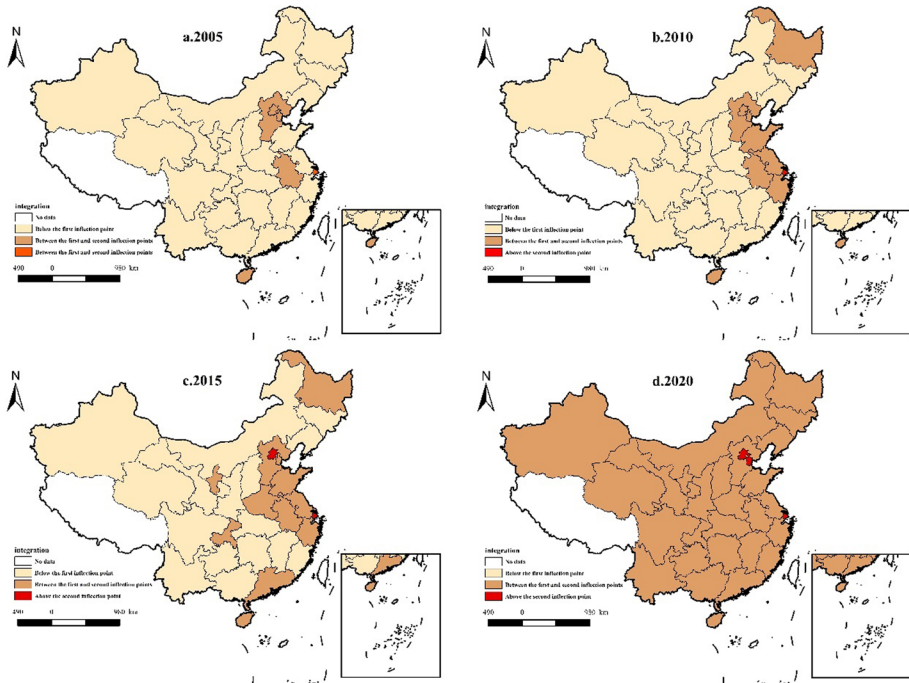 N
a.2005
integration
No data
Below the first inflection point
Between the first and second inflection points
Between the first and second inflection points
490 0 980 km
N
b.2010
integration
No data
Below the first inflection point
Between the first and second inflection points
Above the second inflection point
490 0 980 km
N
c.2015
integration
No data
Below the first inflection point
Between the first and second inflection points
Above the second inflection point
490 0 980 km
N
d.2020
integration
No data
Below the first inflection point
Between the first and second inflection points
Above the second inflection point
490 0 930 km